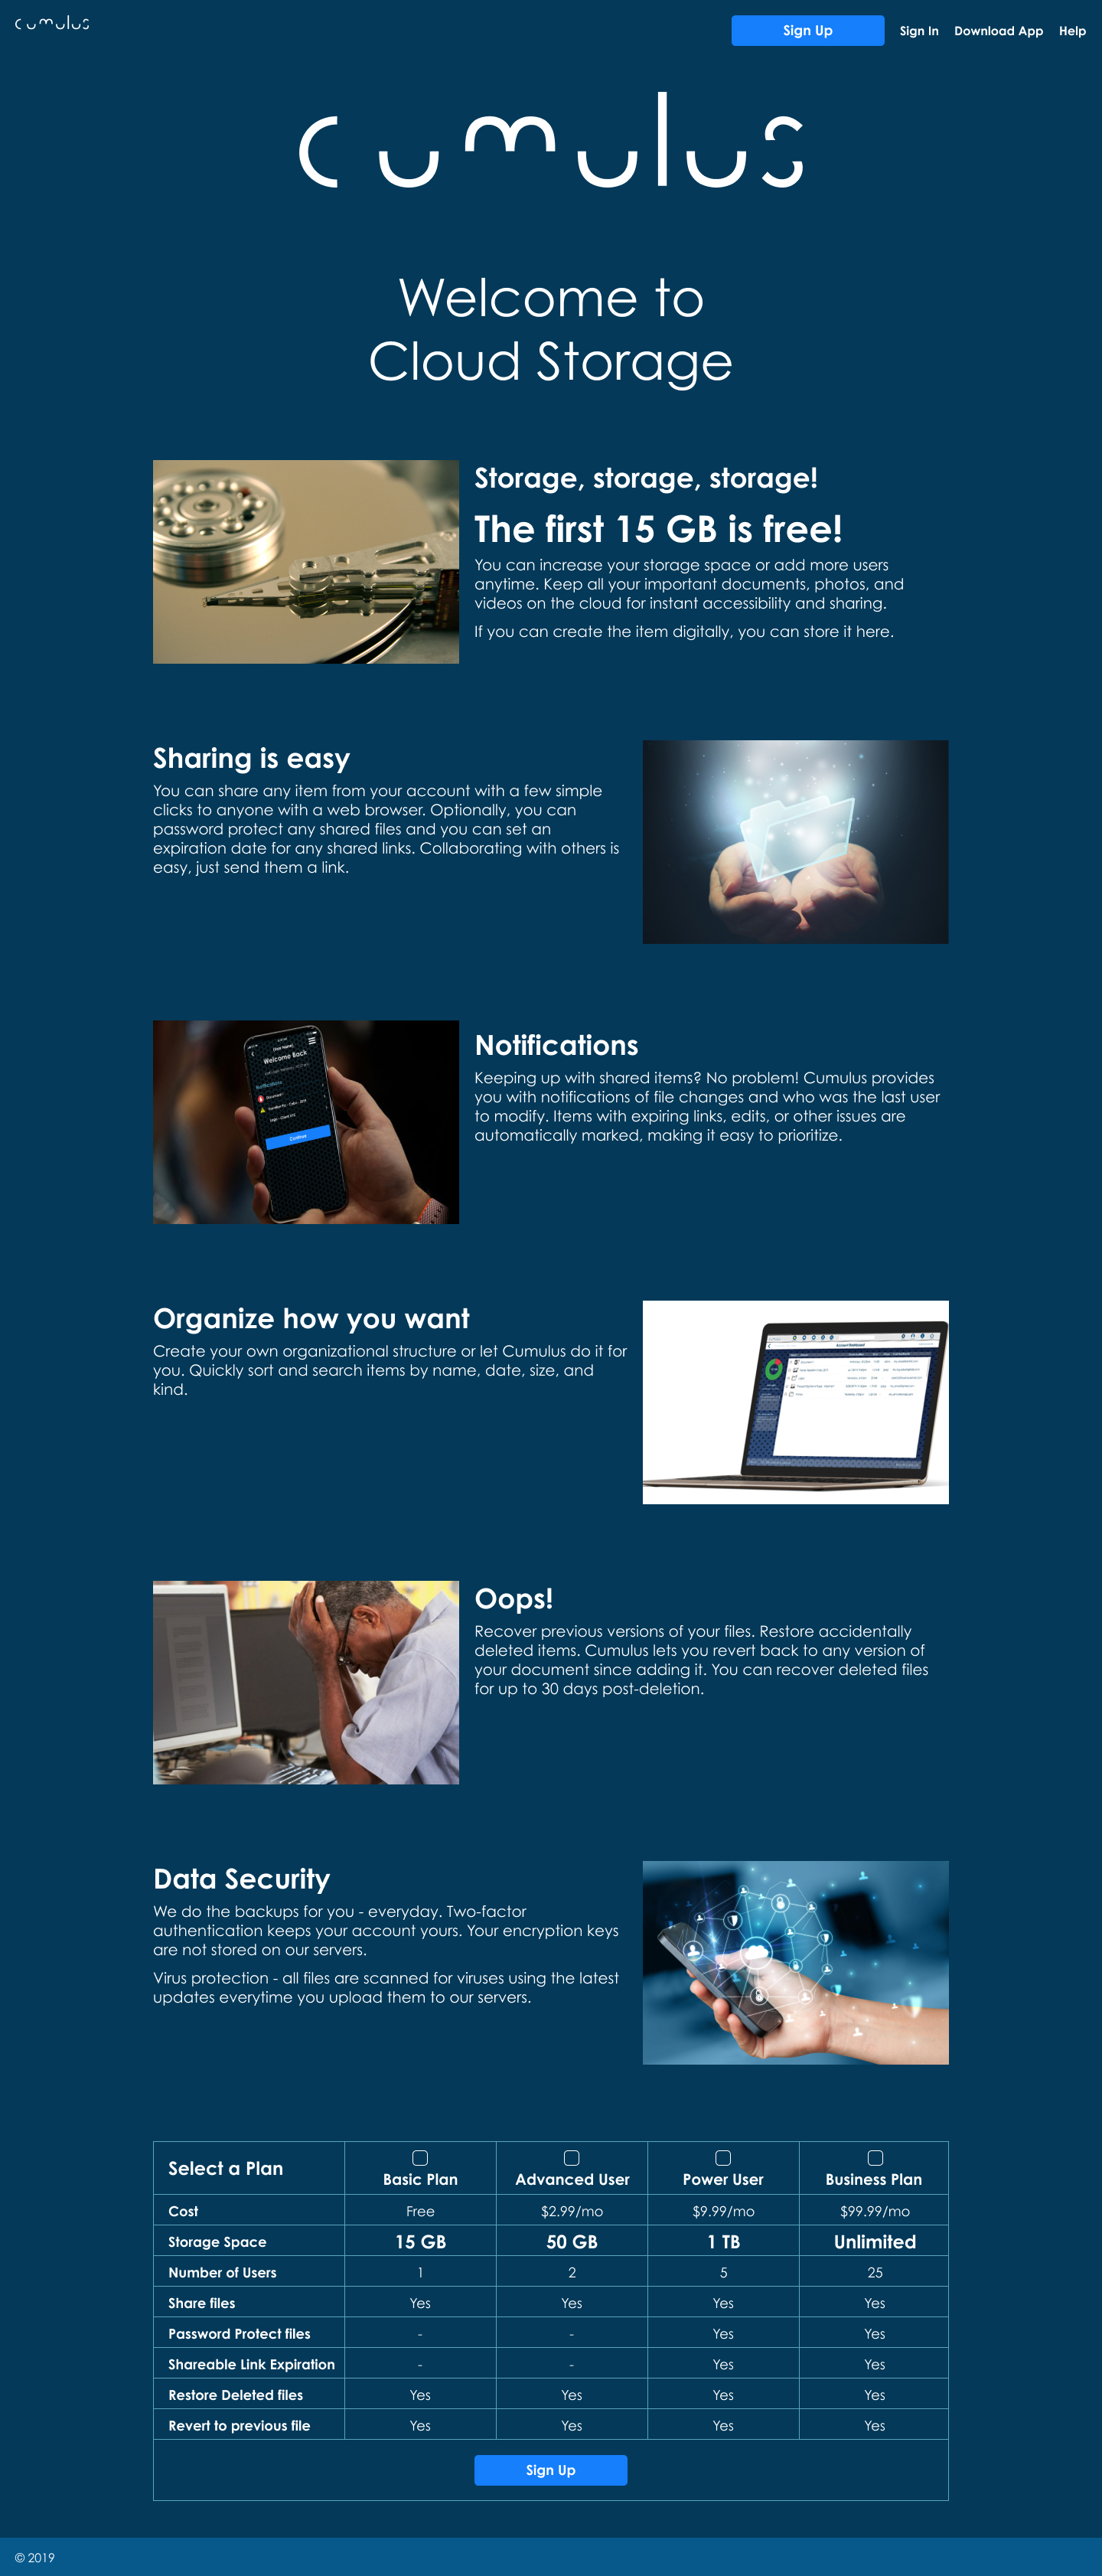 cumulus
Sign Up
Sign In
Download App
Help
cumulus
Welcome to
Cloud Storage
Storage, storage, storage!
The first 15 GB is free!
You can increase your storage space or add more users
anytime. Keep all your important documents, photos, and
videos on the cloud for instant accessibility and sharing.
If you can create the item digitally, you can store it here.
Sharing is easy
You can share any item from your account with a few simple
clicks to anyone with a web browser. Optionally, you can
password protect any shared files and you can set an
expiration date for any shared links. Collaborating with others is
easy, just send them a link.
Welcome Back
Notifications
Continue
Notifications
Keeping up with shared items? No problem! Cumulus provides
you with notifications of file changes and who was the last user
to modify. Items with expiring links, edits, or other issues are
automatically marked, making it easy to prioritize.
Organize how you want
Create your own organizational structure or let Cumulus do it for
you. Quickly sort and search items by name, date, size, and
kind.
Oops!
Recover previous versions of your files. Restore accidentally
deleted items. Cumulus lets you revert back to any version of
your document since adding it. You can recover deleted files
for up to 30 days post-deletion.
Data Security
We do the backups for you - everyday. Two-factor
authentication keeps your account yours. Your encryption keys
are not stored on our servers.
Virus protection - all files are scanned for viruses using the latest
updates everytime you upload them to our servers.
Select a Plan Basic Plan Advanced User Power User Business Plan
Cost Free $2.99/mo $9.99/mo $99.99/mo
Storage Space 15 GB 50 GB 1 TB Unlimited
Number of Users 1 2 5 25
Share files Yes Yes Yes Yes
Password Protect files - - Yes Yes
Shareable Link Expiration - - Yes Yes
Restore Deleted files Yes Yes Yes Yes
Revert to previous file Yes Yes Yes Yes
Sign Up
© 2019